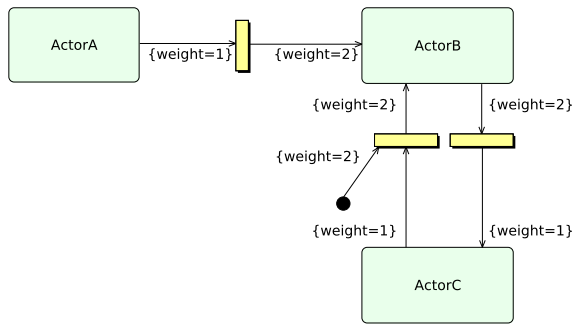 ActorA
{weight=1}
{weight=2}
ActorB
{weight=2}
{weight=2}
{weight=2}
{weight=1}
{weight=1}
ActorC